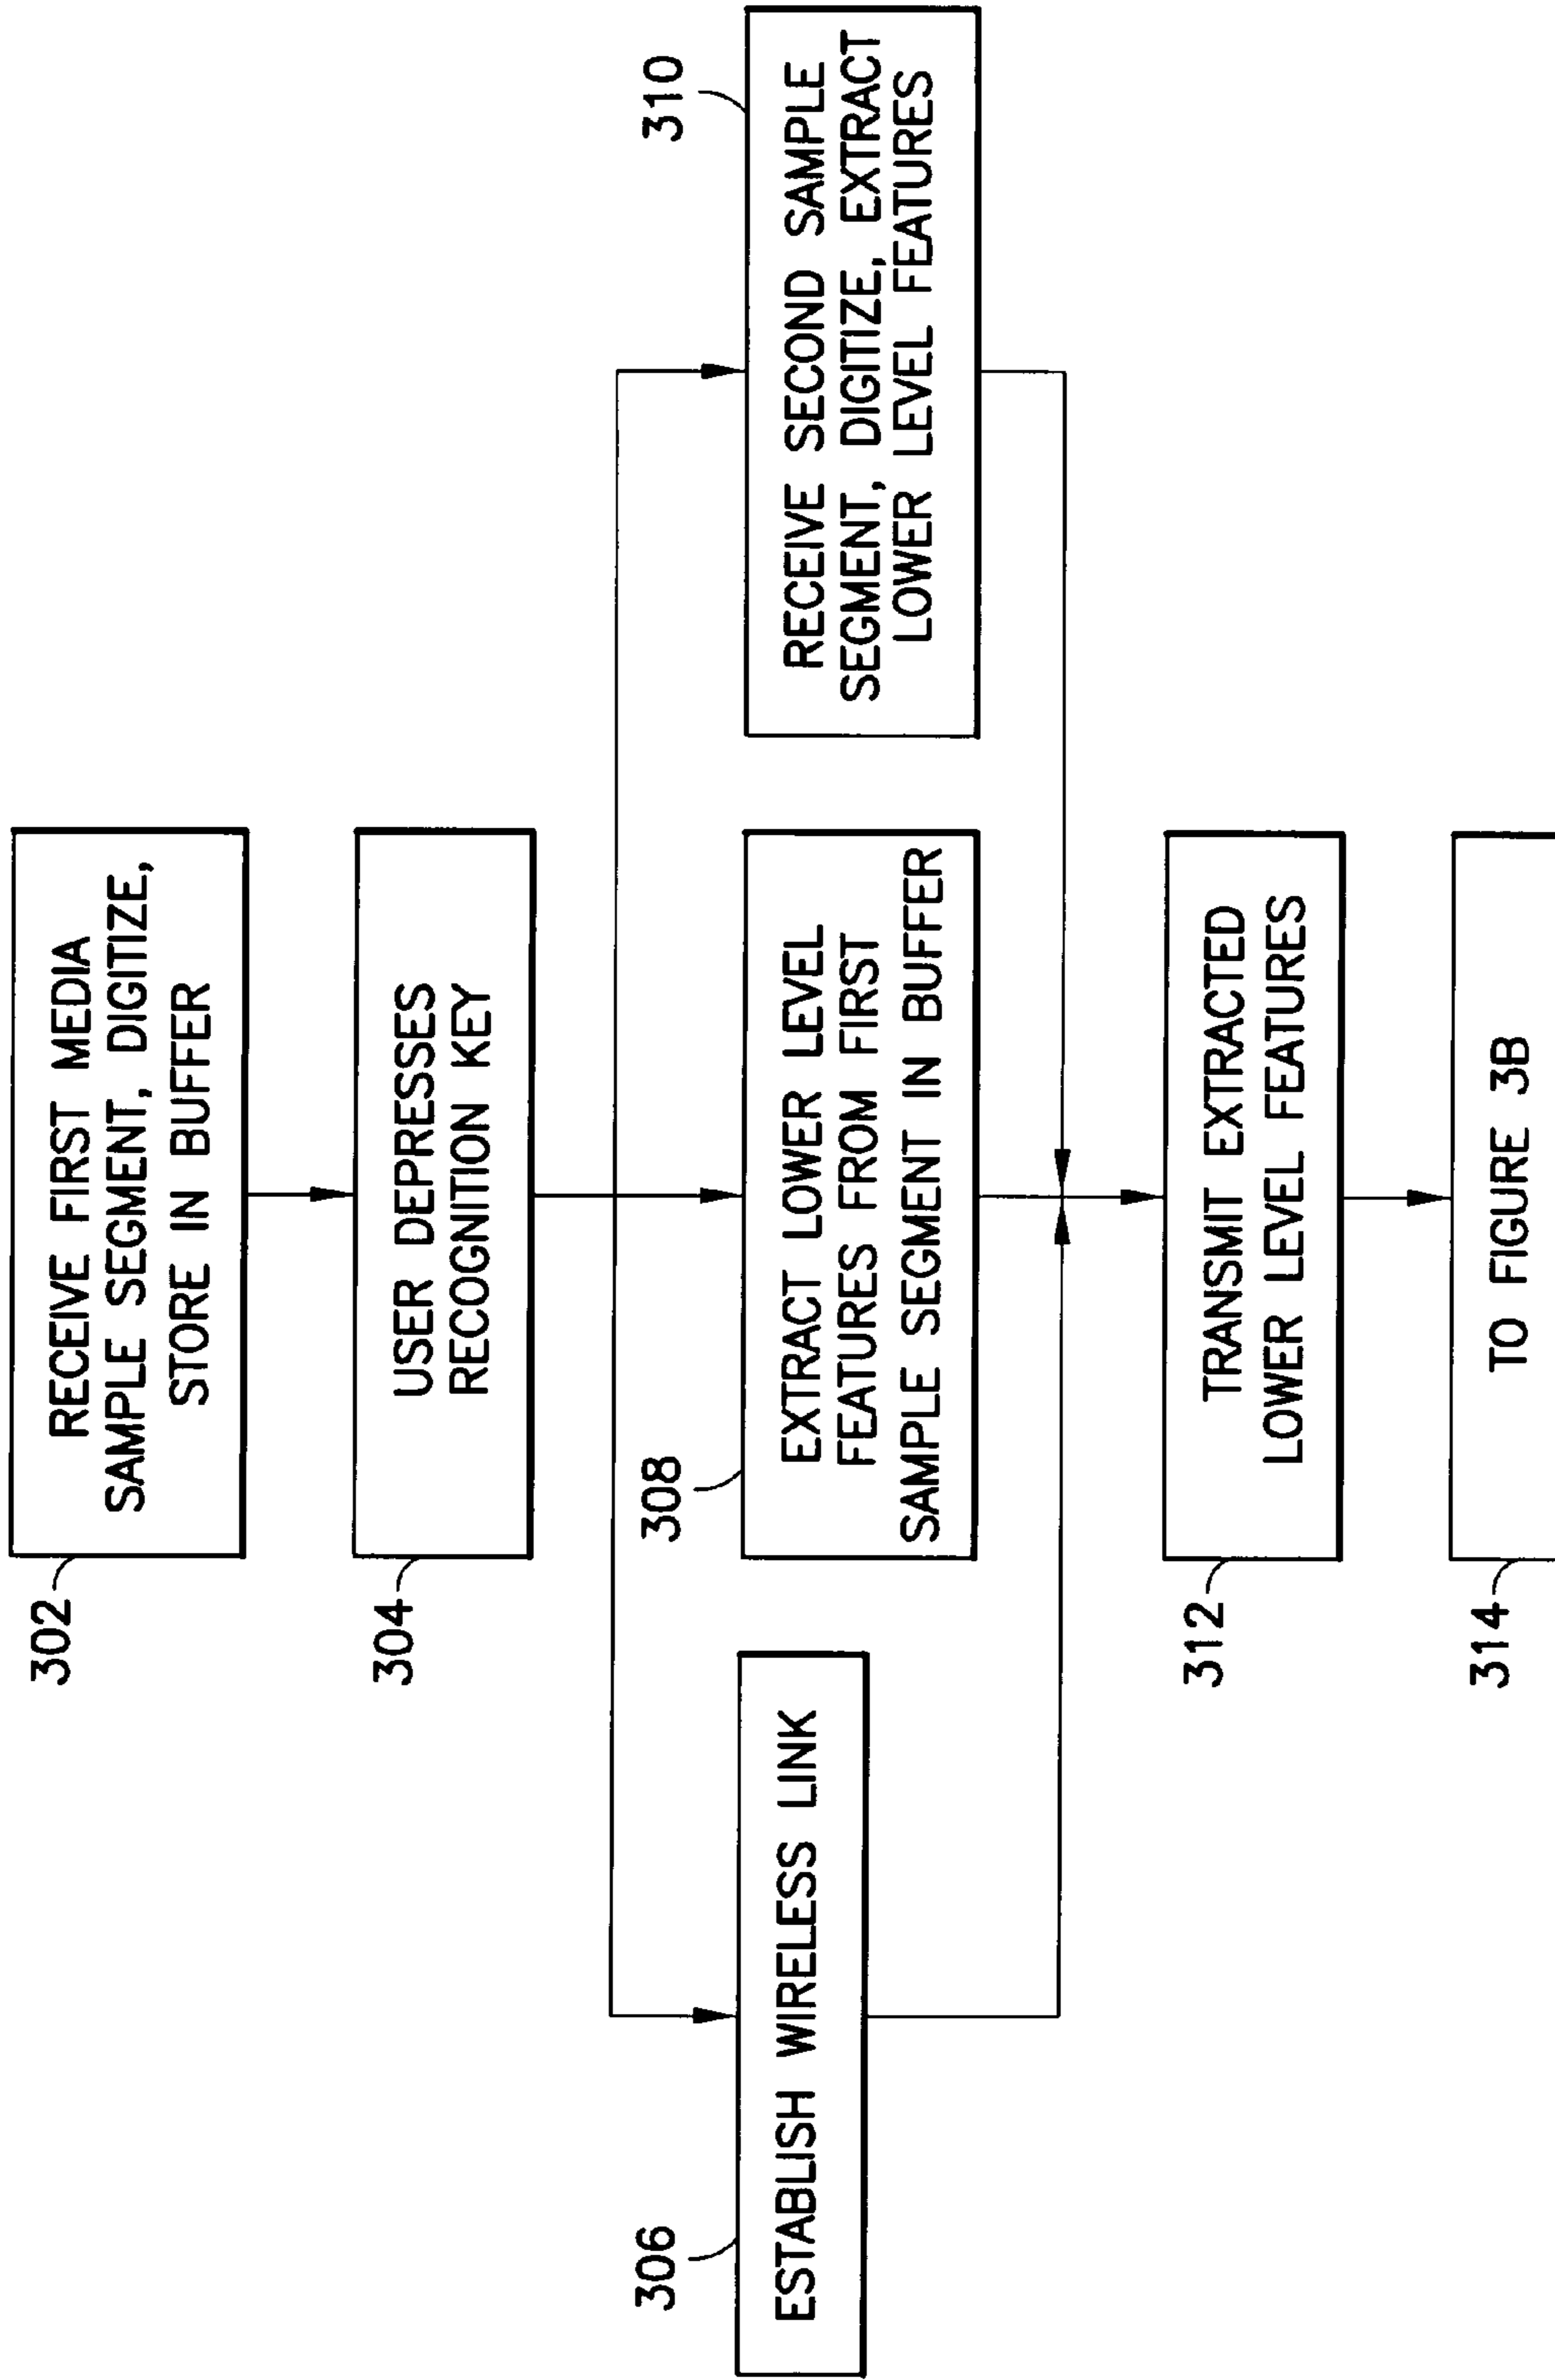 302
RECEIVE FIRST MEDIA
SAMPLE SEGMENT, DIGITIZE,
STORE IN BUFFER
304
USER DEPRESSES
RECOGNITION KEY
306
ESTABLISH WIRELESS LINK
308
EXTRACT LOWER LEVEL
FEATURES FROM FIRST
SAMPLE SEGMENT IN BUFFER
310
RECEIVE SECOND SAMPLE
SEGMENT, DIGITIZE, EXTRACT
LOWER LEVEL FEATURES
312
TRANSMIT EXTRACTED
LOWER LEVEL FEATURES
314
TO FIGURE 3B